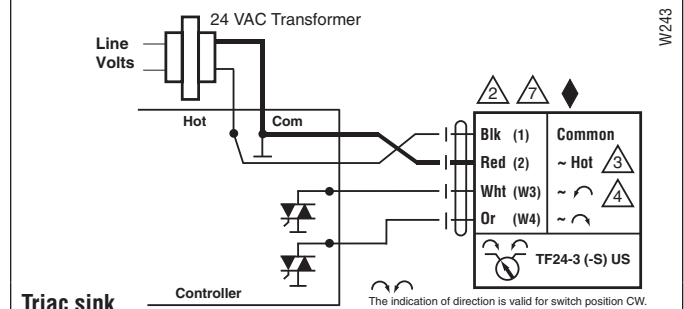 24 VAC Transformer
Line
Volts
W243
2 7
Hot Com
Blk (1) Common
Red (2) ~ Hot 3
Wht (W3) ~ 4
Or (W4) ~
TF24-3 (-S) US
Triac sink
Controller
The indication of direction is valid for switch position CW.